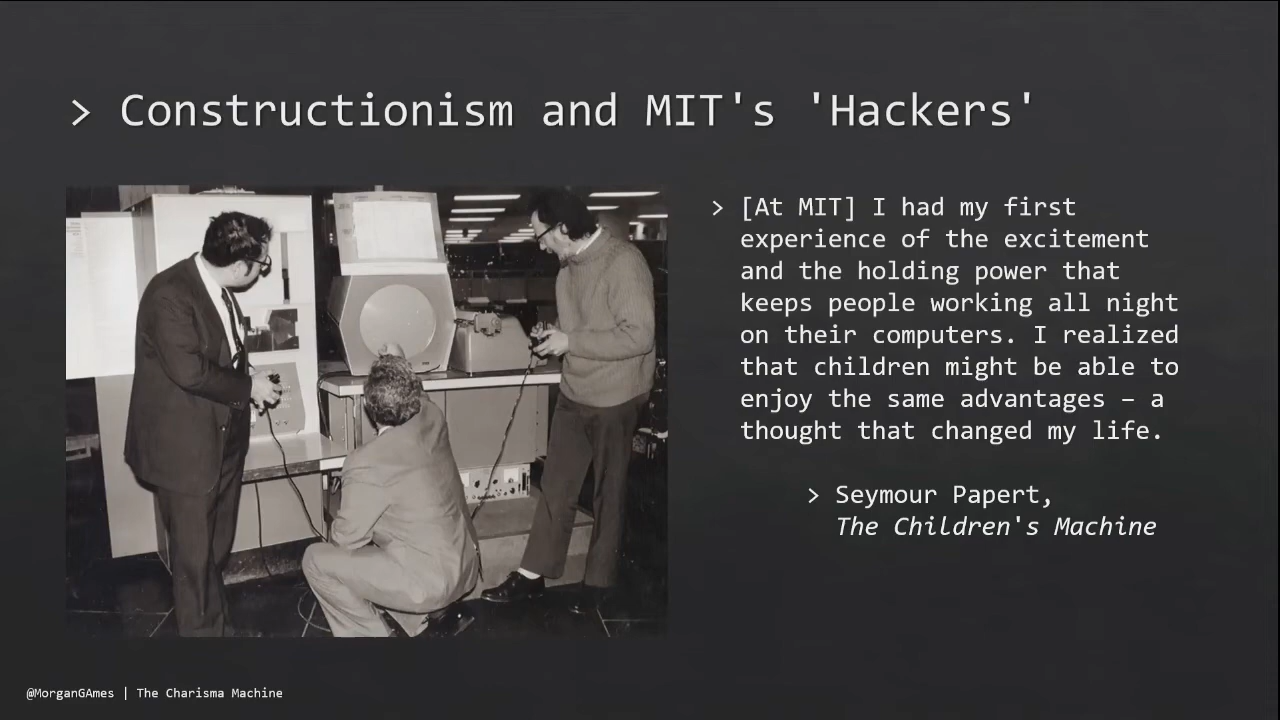 > Constructionism and MIT's 'Hackers'
> [At MIT] I had my first
experience of the excitement
and the holding power that
keeps people working all night
on their computers. I realized
that children might be able to
enjoy the same advantages – a
thought that changed my life.
> Seymour Papert,
The Children's Machine
@MorganGAmes | The Charisma Machine